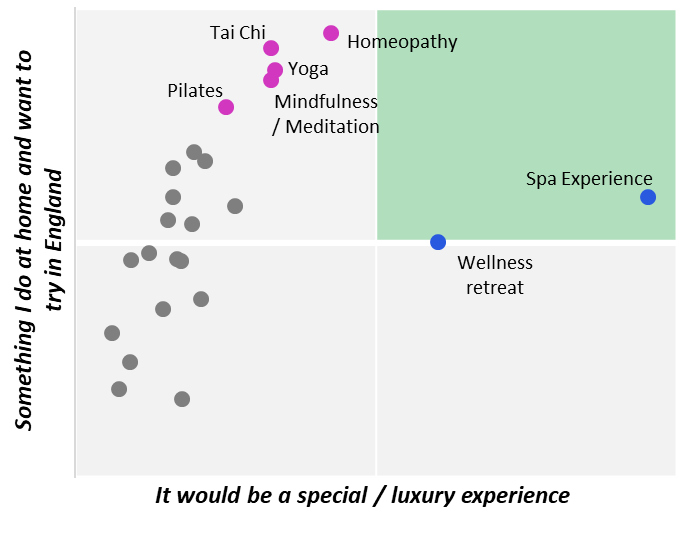 Something I do at home and want to
try in England
Tai Chi
Homeopathy
Yoga
Pilates
Mindfulness
/ Meditation
Spa Experience
Wellness
retreat
It would be a special / luxury experience